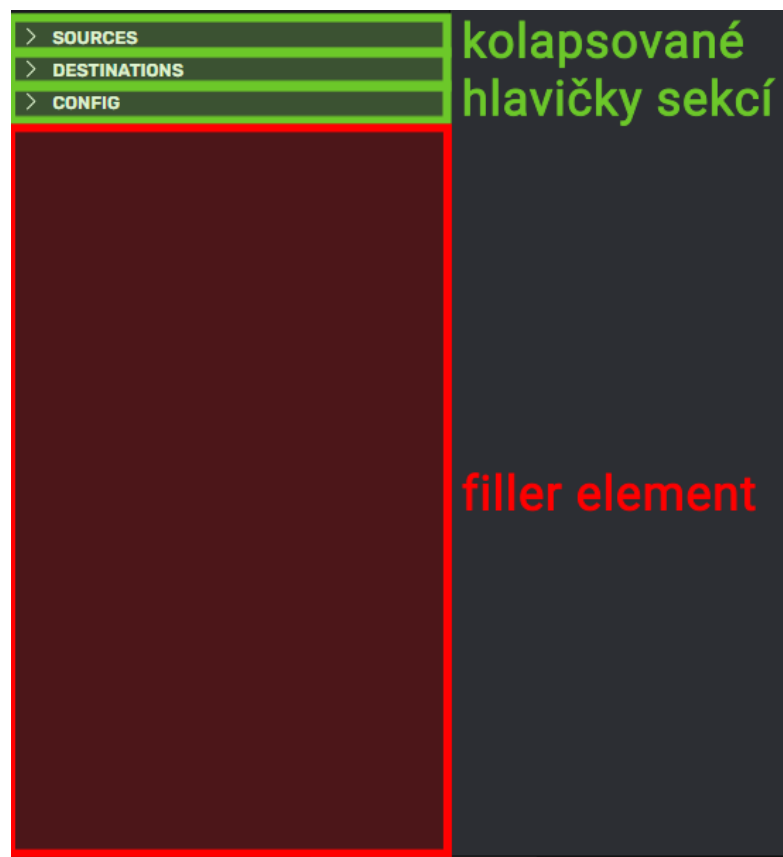 SOURCES
DESTINATIONS
CONFIG
kolapsované
hlavičky sekcí
filler element